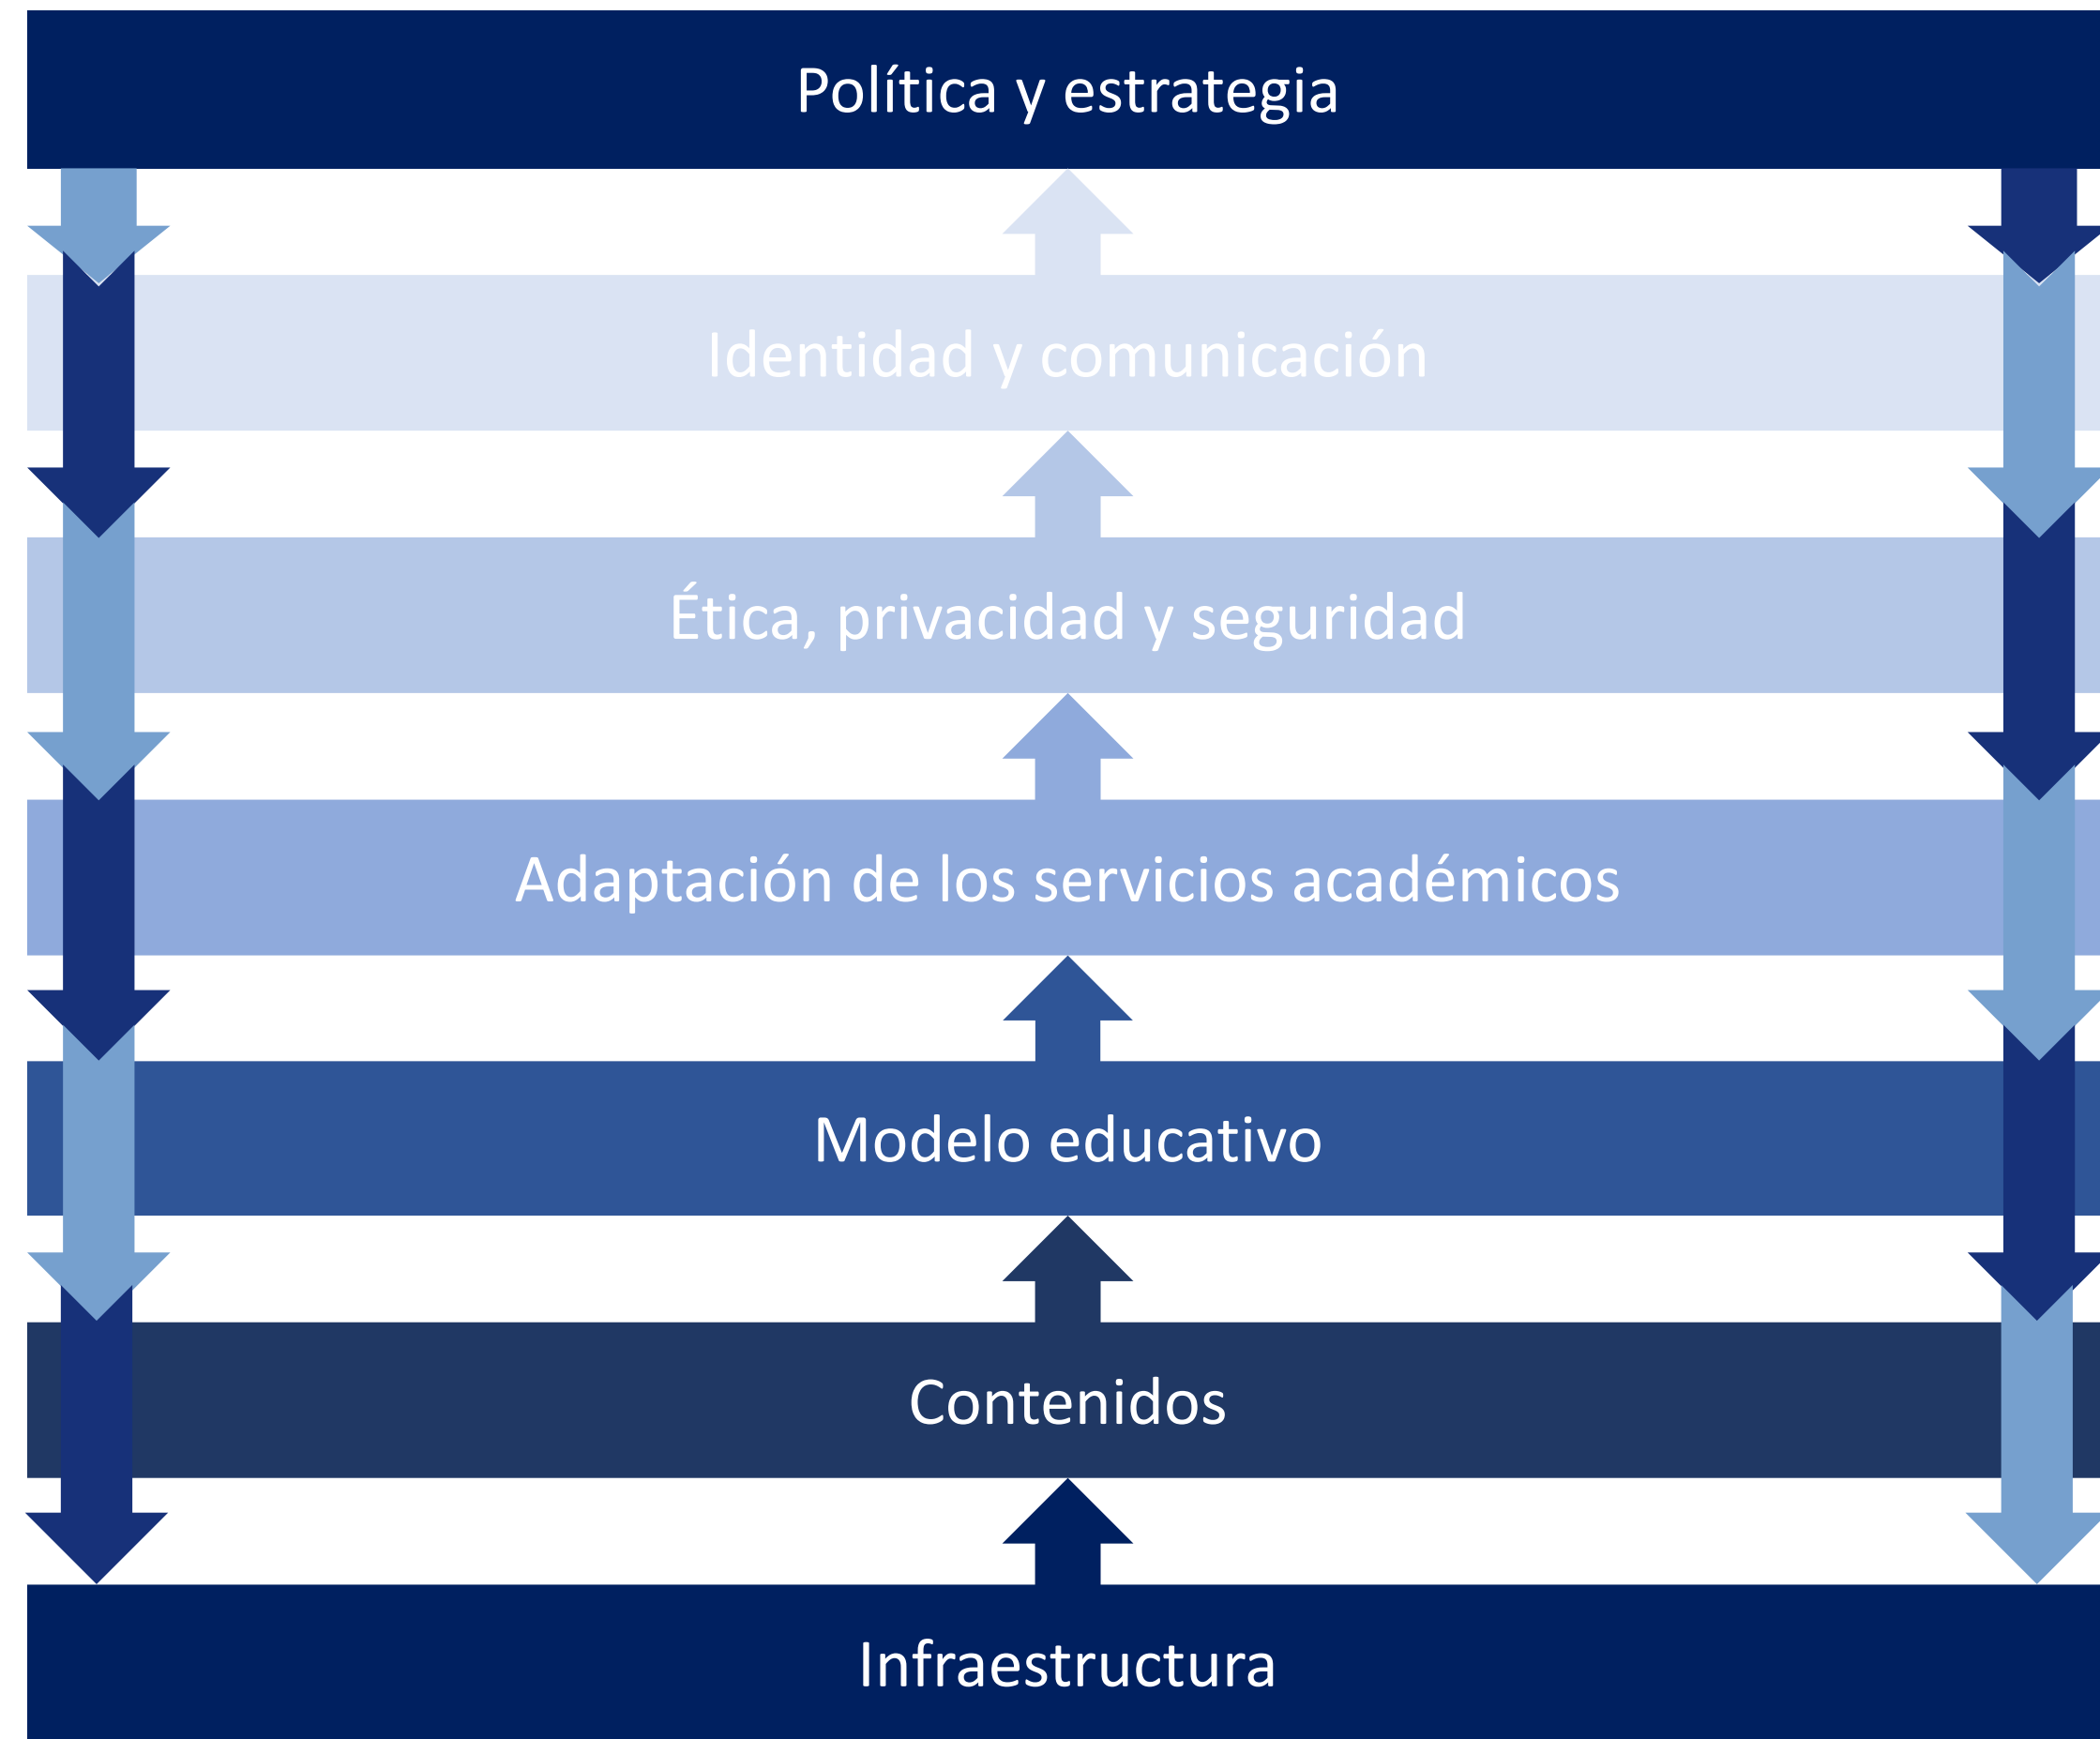 Política y estrategia
Identidad y comunicación
Ética, privacidad y seguridad
Adaptación de los servicios académicos
Modelo educativo
Contenidos
Infraestructura